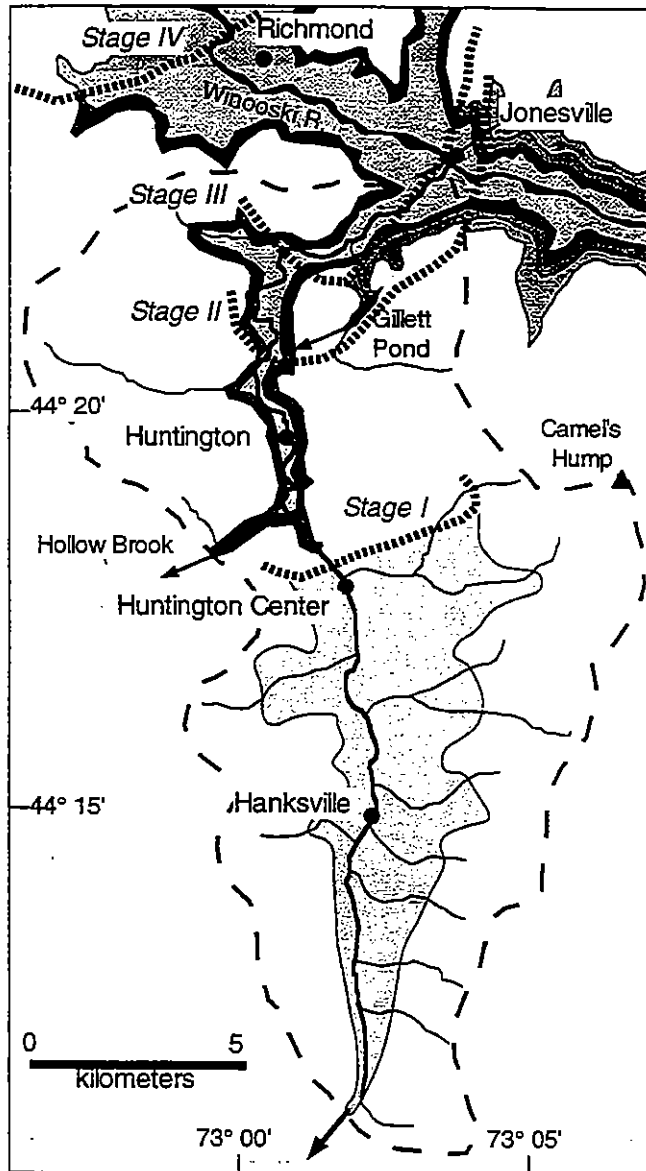 Stage IV
Richmond
Winooski R.
Jonesville
Stage III
Stage II
Gillett
Pond
44° 20'
Huntington
Camel's
Hump
Stage I
Hollow Brook
Huntington Center
44° 15'
Hanksville
0 5
kilometers
73° 00' 73° 05'